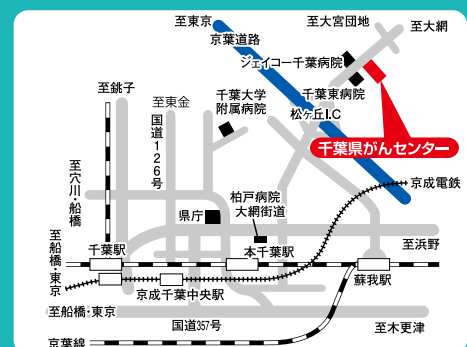 至東京
京葉道路
至大宮団地
至大網
ジェイコー千葉病院
至銚子
至東金
千葉大学
附属病院
千葉東病院
松ヶ丘I.C
国道126号
千葉県がんセンター
至穴川・船橋
京成電鉄
柏戸病院
大網街道
県庁
至船橋・東京
千葉駅
本千葉駅
至浜野
蘇我駅
京成千葉中央駅
至船橋・東京
国道357号
至木更津
京葉線